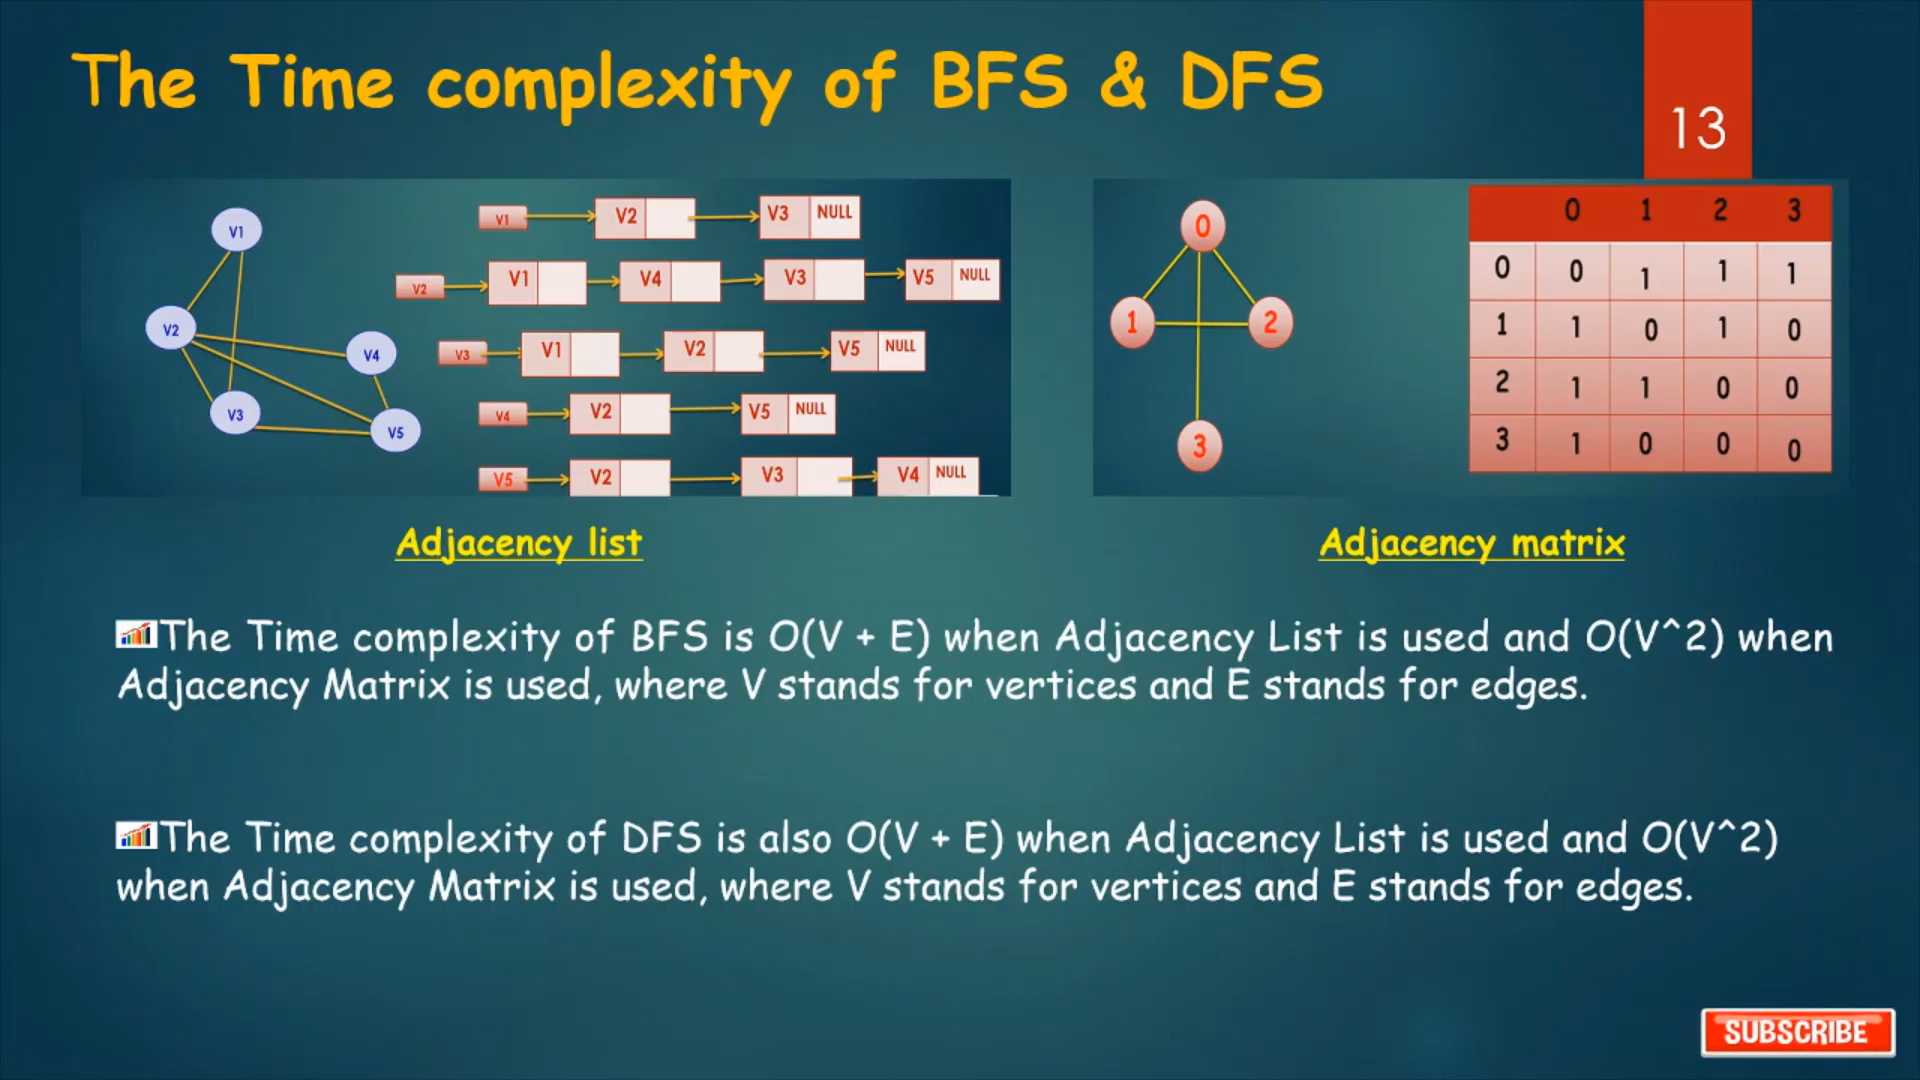 The Time complexity of BFS & DFS
13
V1
V2
V3
V4
V5
V1 V2 V3 NULL
V2 V1 V4 V3 V5 NULL
V3 V1 V2 V5 NULL
V4 V2 V5 NULL
V5 V2 V3 V4 NULL
0
1 2
3
0 1 2 3
0 0 1 1 1
1 1 0 1 0
2 1 1 0 0
3 1 0 0 0
Adjacency list
Adjacency matrix
The Time complexity of BFS is O(V + E) when Adjacency List is used and O(V^2) when
Adjacency Matrix is used, where V stands for vertices and E stands for edges.
The Time complexity of DFS is also O(V + E) when Adjacency List is used and O(V^2)
when Adjacency Matrix is used, where V stands for vertices and E stands for edges.
SUBSCRIBE